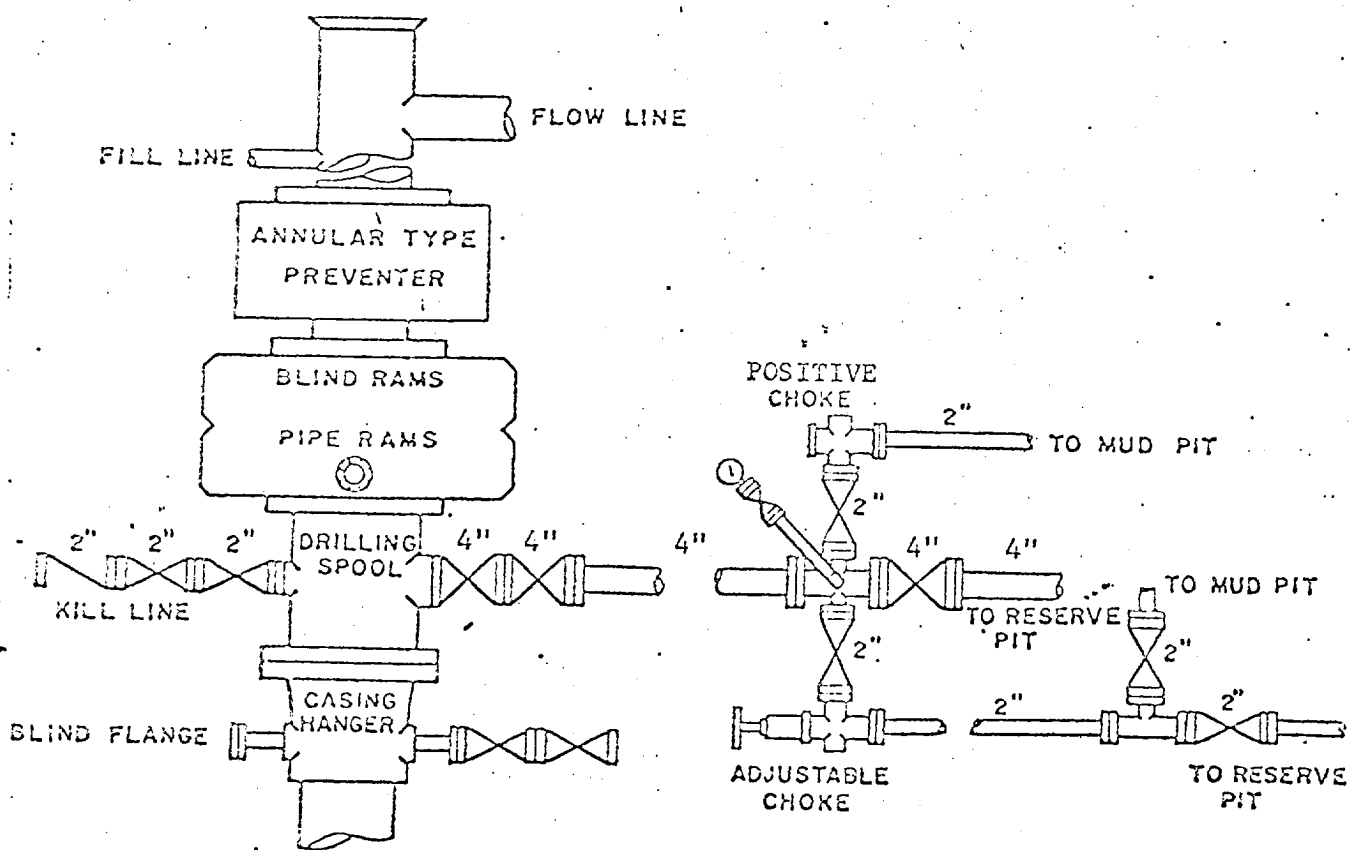 FLOW LINE
FILL LINE
ANNULAR TYPE
PREVENTER
BLIND RAMS
PIPE RAMS
POSITIVE
CHOKE
2"
TO MUD PIT
2"
2" 2" 2"
DRILLING
SPOOL
4" 4"
4"
4" 4"
KILL LINE
TO RESERVE
PIT
TO MUD PIT
2"
2"
CASING
HANGER
BLIND FLANGE
2"
2"
ADJUSTABLE
CHOKE
TO RESERVE
PIT